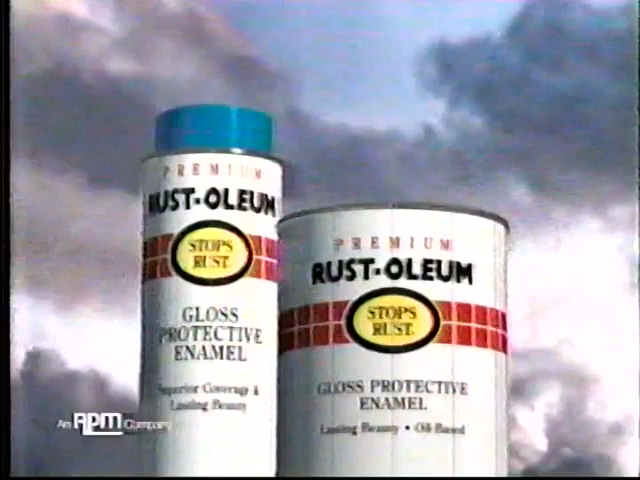 PREMIUM
RUST-OLEUM
STOPS
RUST.
GLOSS
PROTECTIVE
ENAMEL
Superior Coverage &
Lasting Beauty
PREMIUM
RUST-OLEUM
STOPS
RUST.
GLOSS PROTECTIVE
ENAMEL
Lasting Beauty • Oil Based
An RPM Company